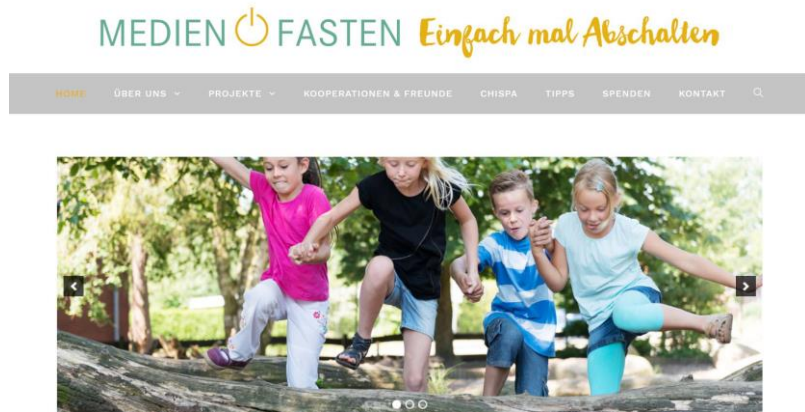 MEDIEN FASTEN Einfach mal Abschalten
HOME ÜBER UNS PROJEKTE KOOPERATIONEN & FREUNDE CHISPA TIPPS SPENDEN KONTAKT